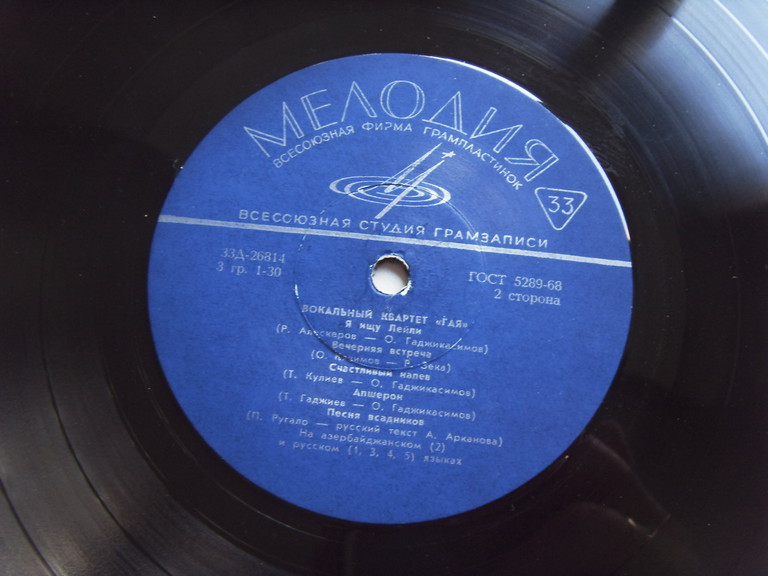 МЕЛОДИЯ
ВСЕСОЮЗНАЯ ФИРМА ГРАМПЛАСТИНОК
33
ВСЕСОЮЗНАЯ СТУДИЯ ГРАМЗАПИСИ
33Д-26814
3 гр. 1-30
ГОСТ 5289-68
2 сторона
ВОКАЛЬНЫЙ КВАРТЕТ «ГАЯ»
Я ищу Лейли
(Р. Алескеров — О. Гаджикасимов)
Вечерняя встреча
(О. Кязимов — Р. Зека)
Счастливый напев
(Т. Кулиев — О. Гаджикасимов)
Апшерон
(Т. Гаджиев — О. Гаджикасимов)
Песня всадников
(П. Ругало — русский текст А. Арканова)
На азербайджанском (2)
и русском (1, 3, 4, 5) языках